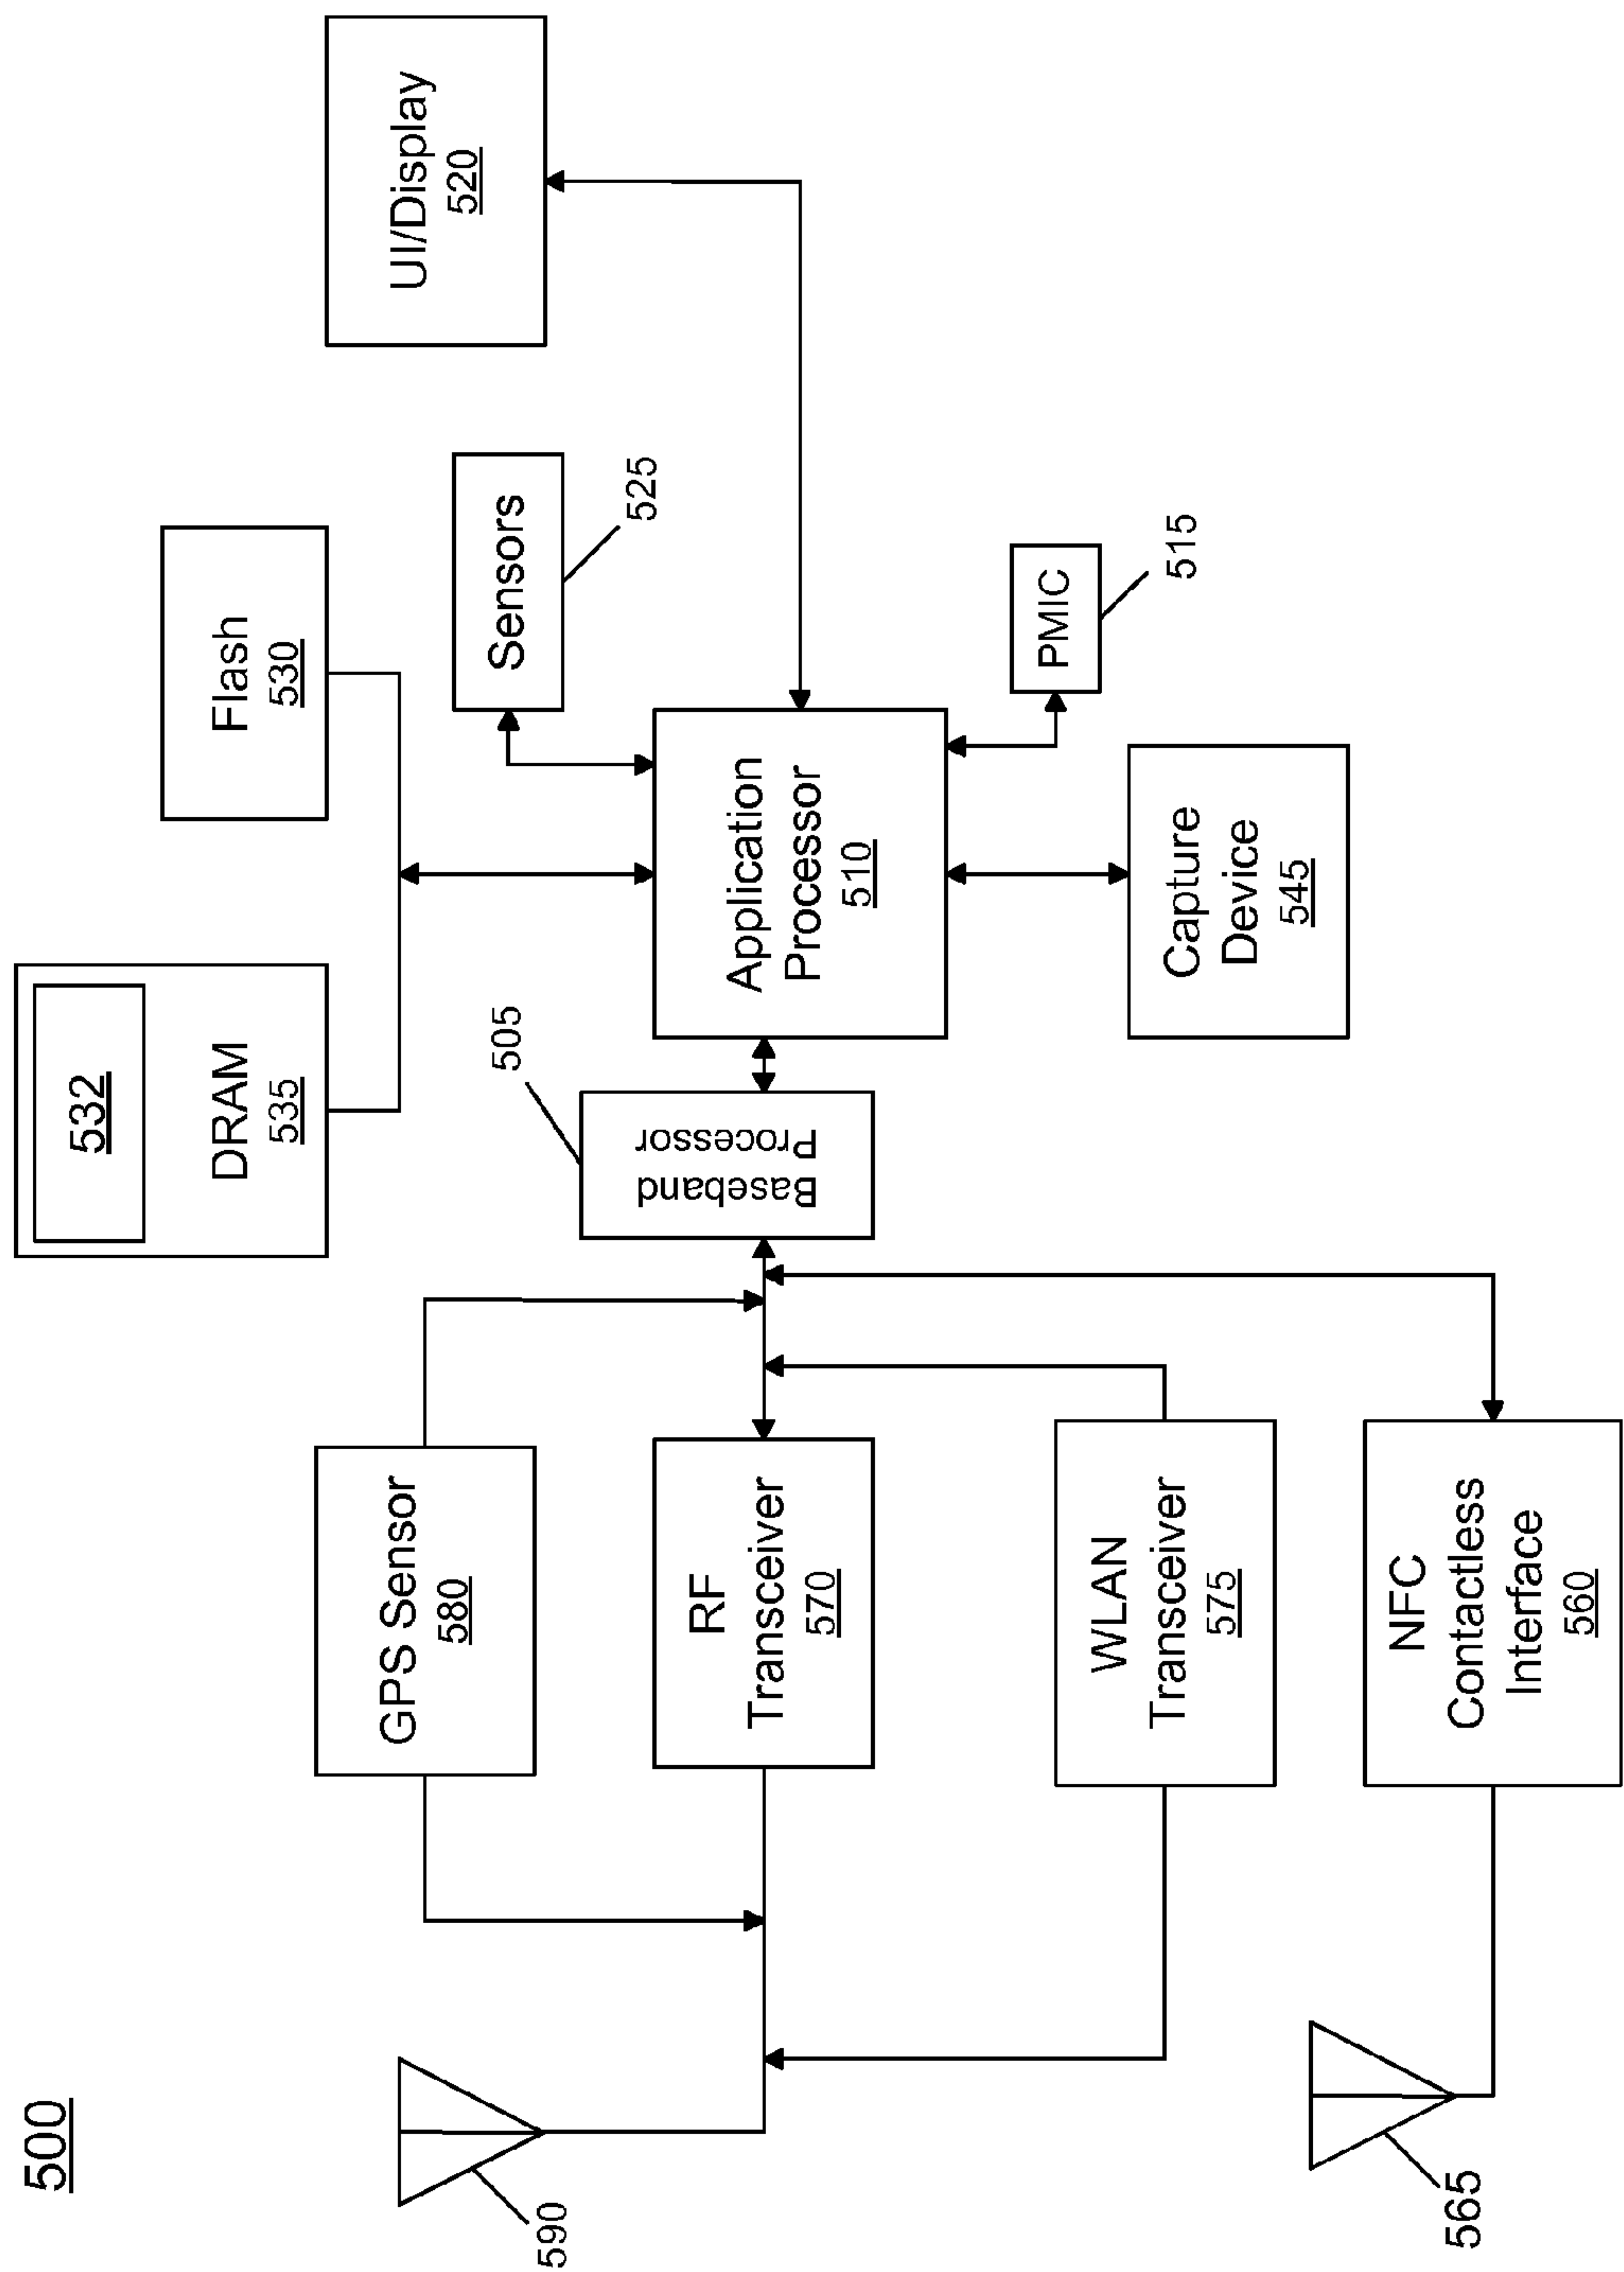 500
590
565
GPS Sensor
580
RF
Transceiver
570
WLAN
Transceiver
575
NFC
Contactless
Interface
560
532
DRAM
535
505
Baseband
Processor
Flash
530
Sensors
525
Application
Processor
510
Capture
Device
545
PMIC
515
UI/Display
520